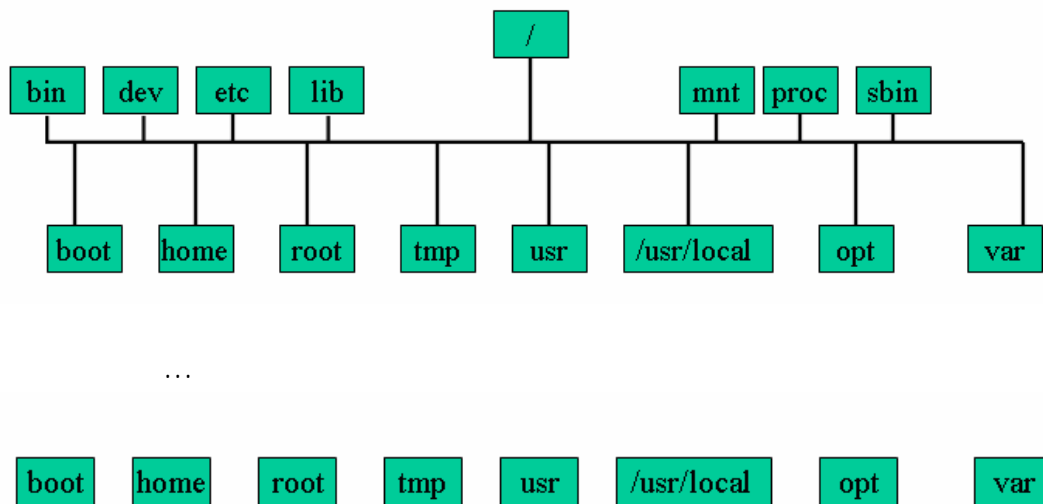 /
bin dev etc lib mnt proc sbin
boot home root tmp usr /usr/local opt var
...
boot home root tmp usr /usr/local opt var